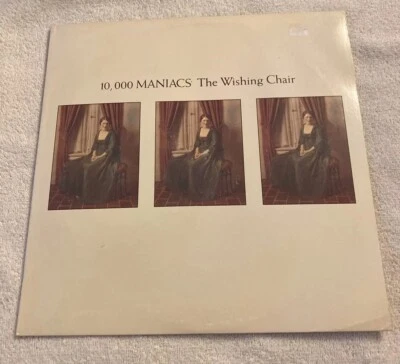 10,000 MANIACS The Wishing Chair